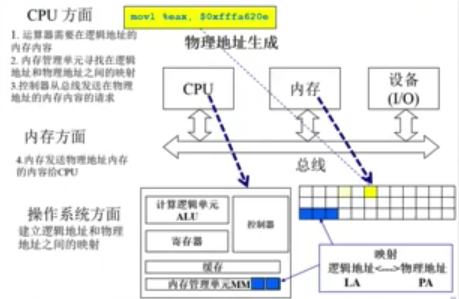 CPU 方面
1. 运算器需要在逻辑地址的
内存内容
2. 内存管理单元寻找在逻辑
地址和物理地址之间的映射
3.控制器从总线发送在物理
地址的内存内容的请求
内存方面
4.内存发送物理地址内存
的内容给CPU
操作系统方面
建立逻辑地址和物理
地址之间的映射
movl %eax, $0xfffa620e
物理地址生成
CPU
内存
设备
(I/O)
总线
计算逻辑单元
ALU
控制器
寄存器
缓存
内存管理单元MM
映射
逻辑地址<--->物理地址
LA PA